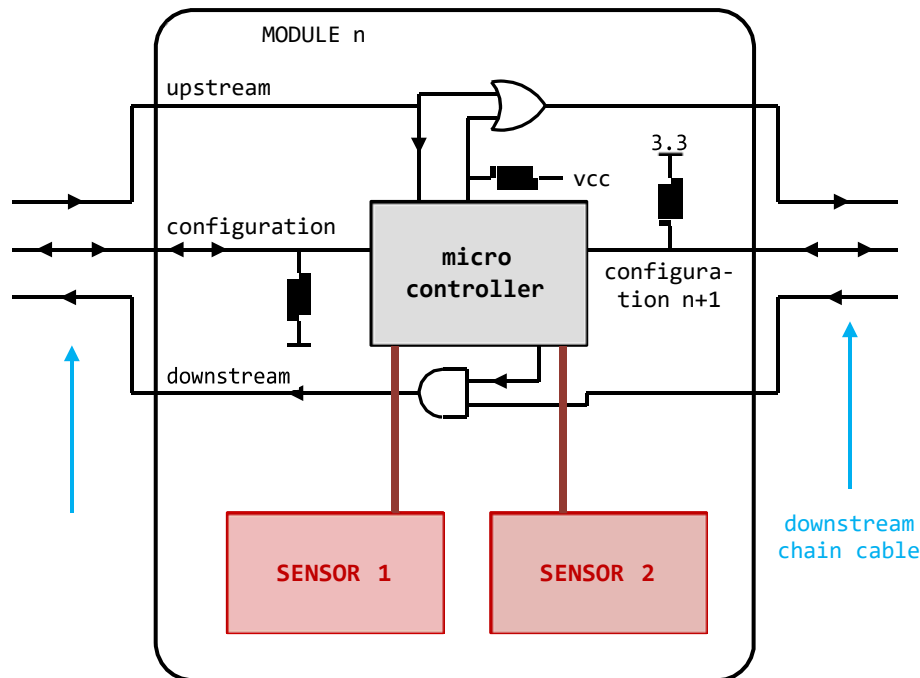 MODULE n
upstream
3.3
vcc
configuration
micro
controller
configura-
tion n+1
downstream
SENSOR 1
SENSOR 2
downstream
chain cable